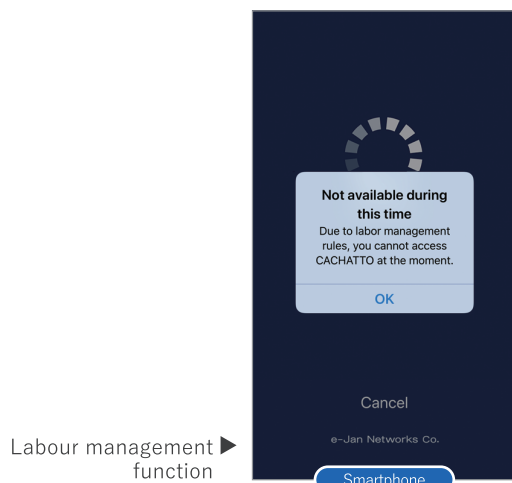 Not available during
this time
Due to labor management
rules, you cannot access
CACHATTO at the moment.
OK
Cancel
e-Jan Networks Co.
Labour management ▶
function
Smartphone